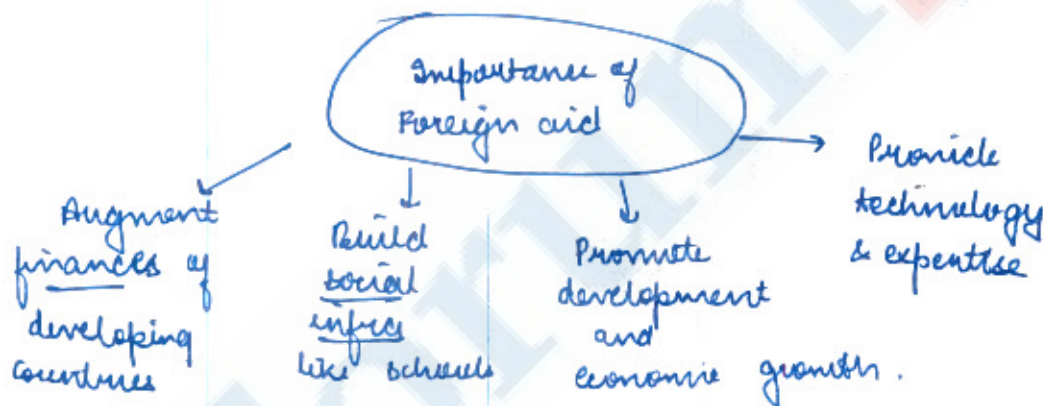 Importance of
Foreign aid
Augment
finances of
developing
countries
Build
social
infra
like schools
Promote
development
and
economic growth.
Provide
technology
& expertise